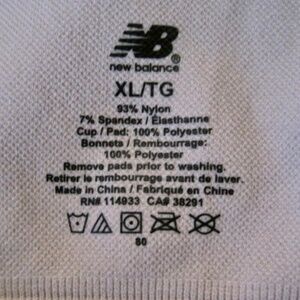 NB
new balance
XL/TG
93% Nylon
7% Spandex / Élasthanne
Cup / Pad: 100% Polyester
Bonnets / Rembourrage:
100% Polyester
Remove pads prior to washing.
Retirer le rembourrage avant de laver.
Made in China / Fabriqué en Chine
RN# 114933 CA# 38291
80